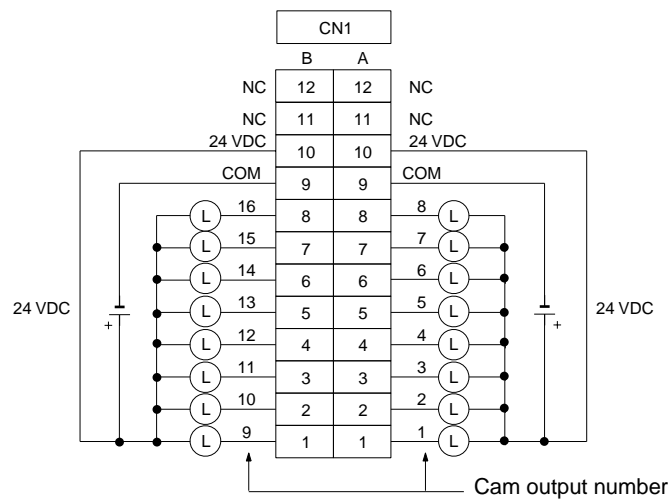 CN1
B A
NC 12 12 NC
NC 11 11 NC
24 VDC 10 10 24 VDC
COM 9 9 COM
L 16 8 8 8 L
L 15 7 7 7 L
L 14 6 6 6 L
24 VDC + L 13 5 5 5 L + 24 VDC
L 12 4 4 4 L
L 11 3 3 3 L
L 10 2 2 2 L
L 9 1 1 1 L
Cam output number